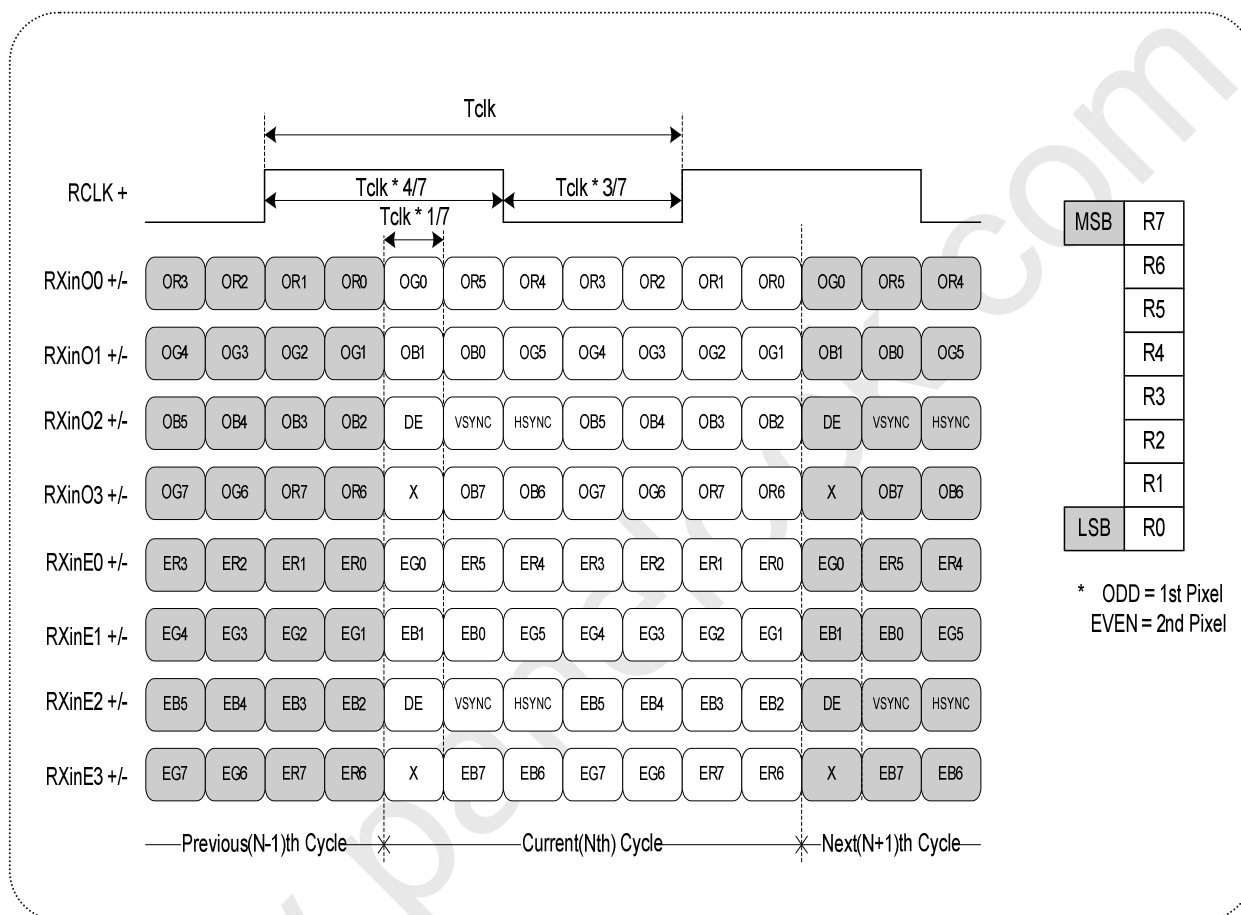 Tclk
RCLK +
Tclk * 4/7
Tclk * 3/7
Tclk * 1/7
RXinO0 +/- OR3 OR2 OR1 OR0 OG0 OR5 OR4 OR3 OR2 OR1 OR0 OG0 OR5 OR4
RXinO1 +/- OG4 OG3 OG2 OG1 OB1 OB0 OG5 OG4 OG3 OG2 OG1 OB1 OB0 OG5
RXinO2 +/- OB5 OB4 OB3 OB2 DE VSYNC HSYNC OB5 OB4 OB3 OB2 DE VSYNC HSYNC
RXinO3 +/- OG7 OG6 OR7 OR6 X OB7 OB6 OG7 OG6 OR7 OR6 X OB7 OB6
RXinE0 +/- ER3 ER2 ER1 ER0 EG0 ER5 ER4 ER3 ER2 ER1 ER0 EG0 ER5 ER4
RXinE1 +/- EG4 EG3 EG2 EG1 EB1 EB0 EG5 EG4 EG3 EG2 EG1 EB1 EB0 EG5
RXinE2 +/- EB5 EB4 EB3 EB2 DE VSYNC HSYNC EB5 EB4 EB3 EB2 DE VSYNC HSYNC
RXinE3 +/- EG7 EG6 ER7 ER6 X EB7 EB6 EG7 EG6 ER7 ER6 X EB7 EB6
Previous(N-1)th Cycle Current(Nth) Cycle Next(N+1)th Cycle
MSB R7
R6
R5
R4
R3
R2
R1
LSB R0
* ODD = 1st Pixel
EVEN = 2nd Pixel